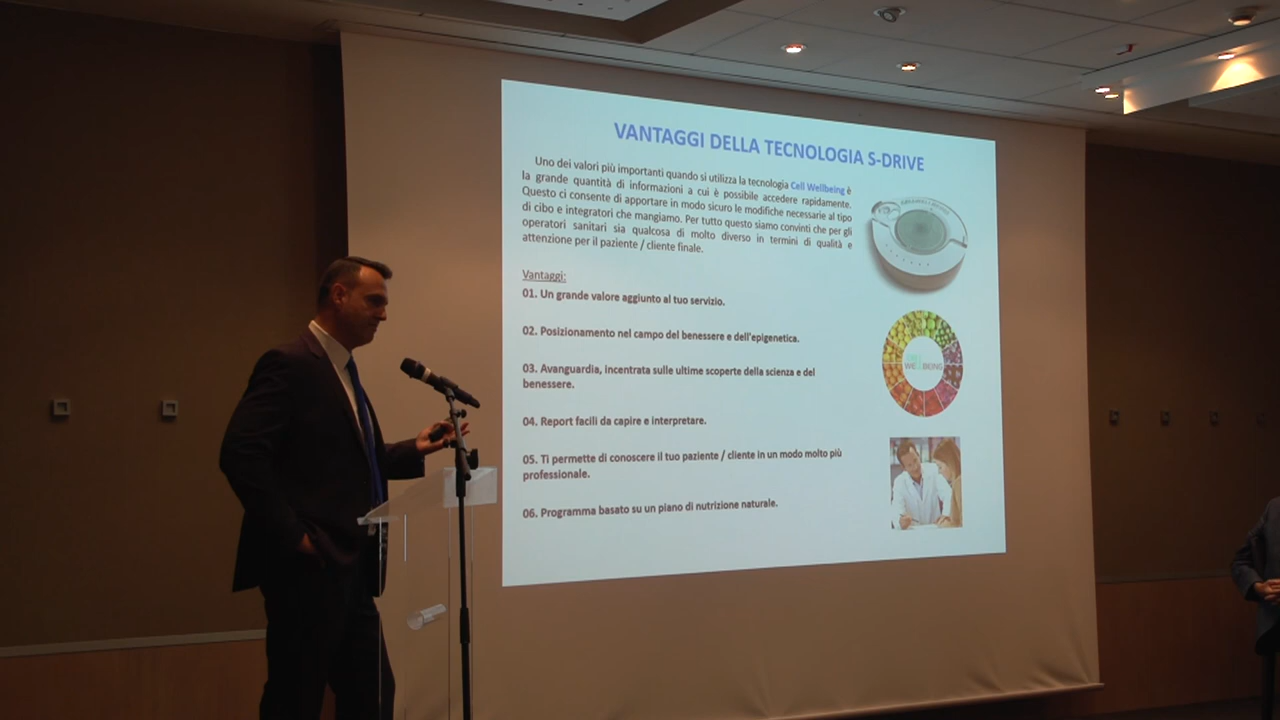 VANTAGGI DELLA TECNOLOGIA S-DRIVE
Uno dei valori più importanti quando si utilizza la tecnologia Cell Wellbeing è
la grande quantità di informazioni a cui è possibile accedere rapidamente.
Questo ci consente di apportare in modo sicuro le modifiche necessarie al tipo
di cibo e integratori che mangiamo. Per tutto questo siamo convinti che per gli
operatori sanitari sia qualcosa di molto diverso in termini di qualità e
attenzione per il paziente / cliente finale.
Vantaggi:
01. Un grande valore aggiunto al tuo servizio.
02. Posizionamento nel campo del benessere e dell'epigenetica.
03. Avanguardia, incentrata sulle ultime scoperte della scienza e del
benessere.
04. Report facili da capire e interpretare.
05. Ti permette di conoscere il tuo paziente / cliente in un modo molto più
professionale.
06. Programma basato su un piano di nutrizione naturale.
CELL
WELLBEING